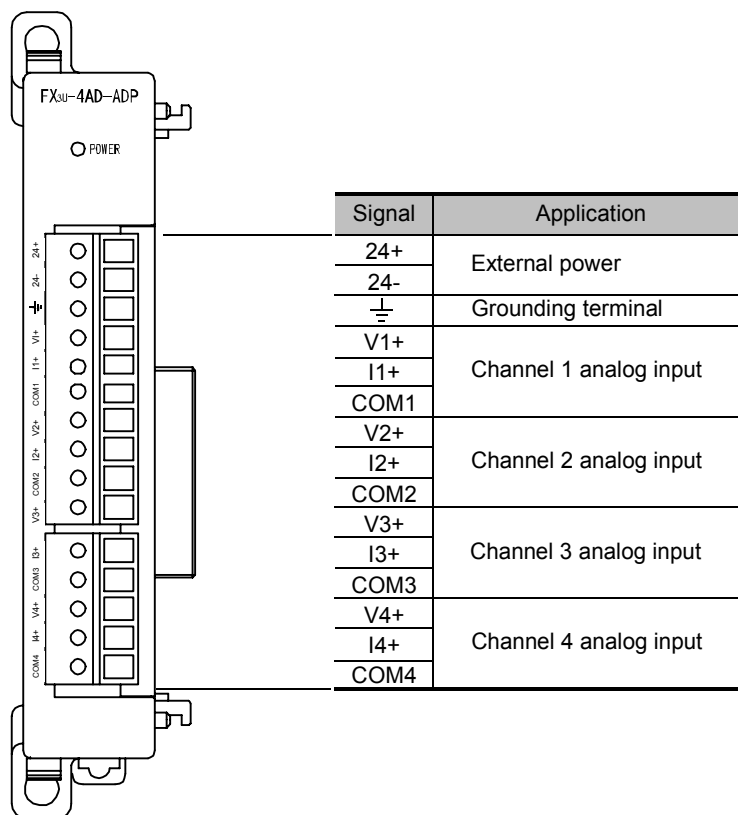 FX3U-4AD-ADP
POWER
24+
24-
V1+
I1+
COM1
V2+
I2+
COM2
V3+
I3+
COM3
V4+
I4+
COM4
Signal Application
24+
External power
24-
Grounding terminal
V1+
I1+ Channel 1 analog input
COM1
V2+
I2+ Channel 2 analog input
COM2
V3+
I3+ Channel 3 analog input
COM3
V4+
I4+ Channel 4 analog input
COM4